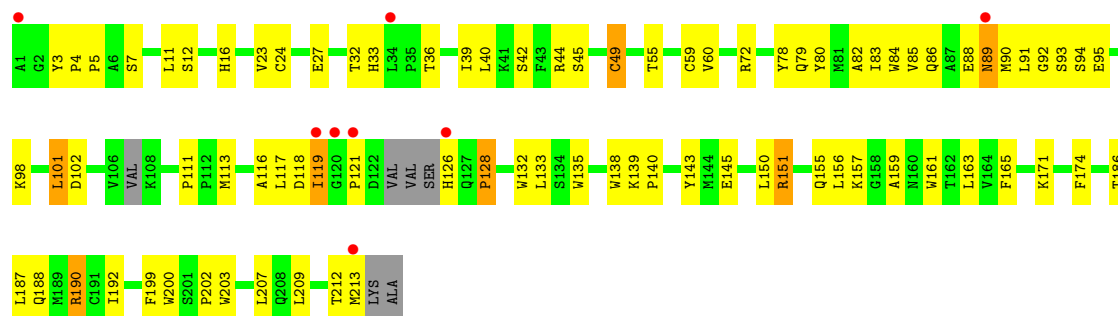 A1 G2 Y3 P4 P5 A6 S7 L11 S12 H16 V23 C24 E27 T32 H33 L34 P35 T36 I39 L40 K41 S42 F43 R44 S45 C49 T55 C59 V60 R72 Y78 Q79 Y80 M81 A82 I83 W84 V85 Q86 A87 E88 N89 M90 L91 G92 S93 S94 E95
K98 L101 D102 V106 VAL K108 P111 P112 M113 A116 L117 D118 I119 G120 P121 D122 VAL VAL SER H126 Q127 P128 W132 L133 S134 W135 W138 K139 P140 Y143 M144 E145 L150 R151 Q155 L156 K157 G158 A159 N160 W161 T162 L163 V164 F165 K171 F174 T186
L187 Q188 M189 R190 C191 I192 F199 W200 S201 P202 W203 L207 Q208 L209 T212 M213 LYS ALA